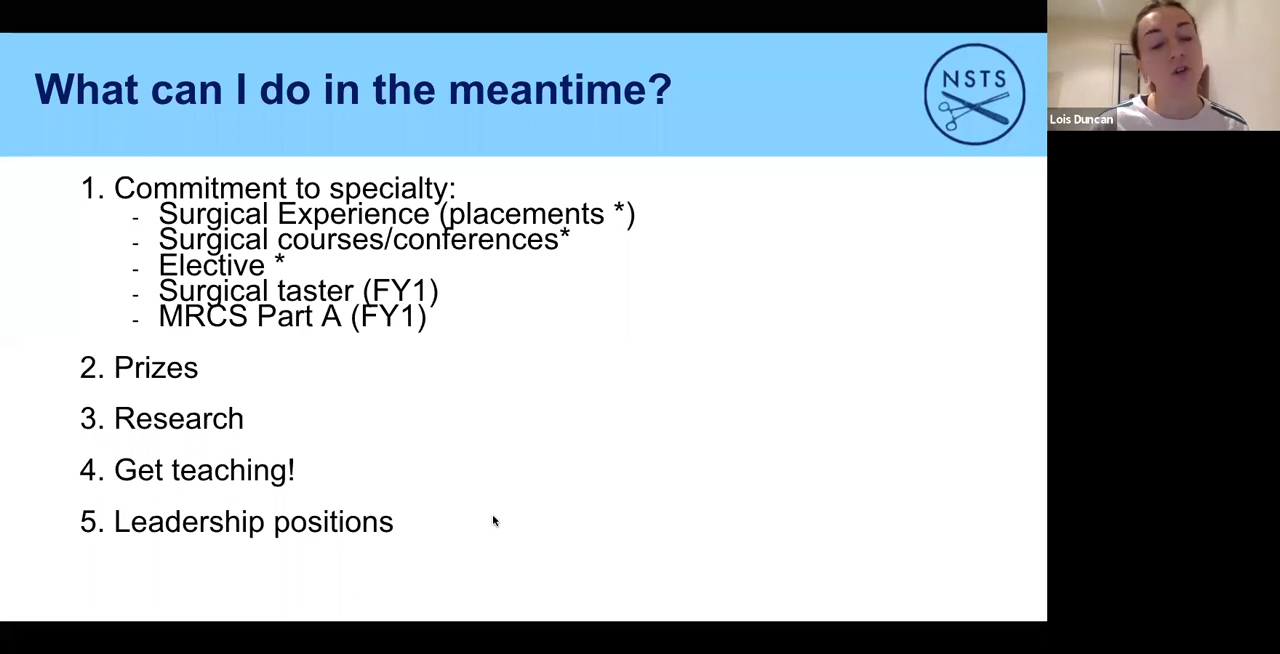 What can I do in the meantime?
NSTS
Lois Duncan
1. Commitment to specialty:
- Surgical Experience (placements *)
- Surgical courses/conferences*
- Elective *
- Surgical taster (FY1)
- MRCS Part A (FY1)
2. Prizes
3. Research
4. Get teaching!
5. Leadership positions